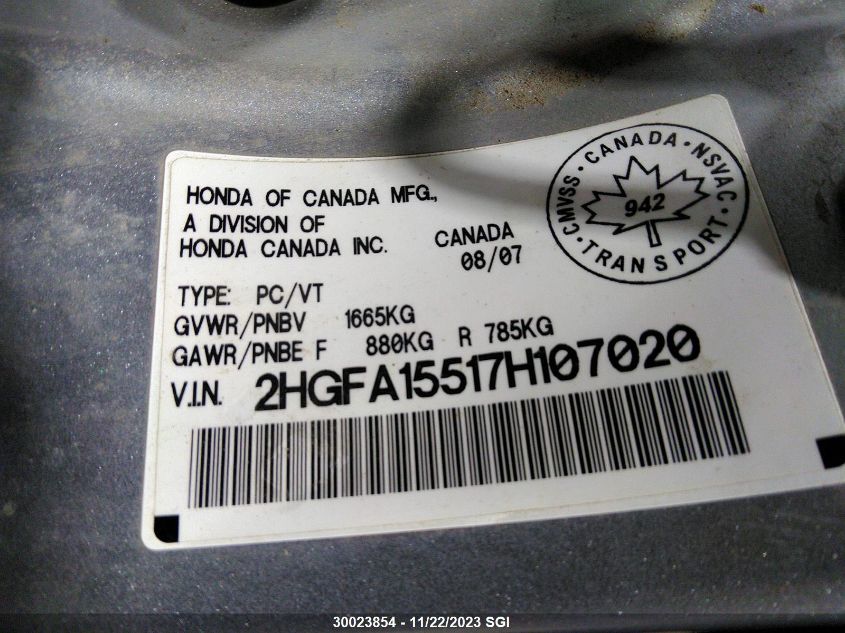 HONDA OF CANADA MFG.,
A DIVISION OF
HONDA CANADA INC.
CANADA
08/07
CMVSS · CANADA · NSVAC
942
· TRANSPORT ·
TYPE: PC/VT
GVWR/PNBV 1665KG
GAWR/PNBE F 880KG R 785KG
V.I.N. 2HGFA15517H107020
30023854 - 11/22/2023 SGI